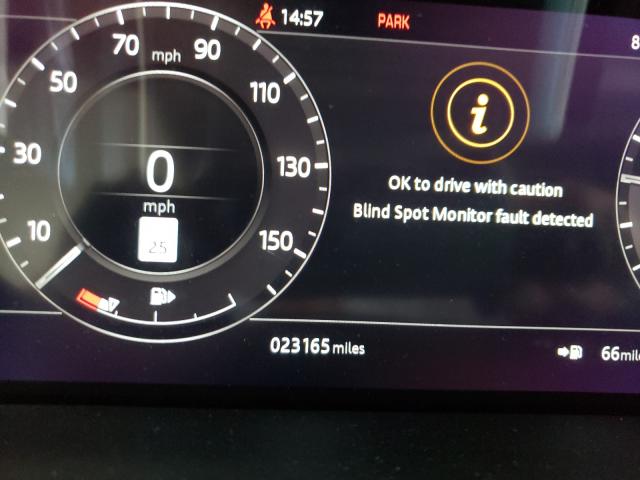 14:57
PARK
8
70
mph
90
50
110
30
0
130
mph
10
25
150
i
OK to drive with caution
Blind Spot Monitor fault detected
023165 miles
66